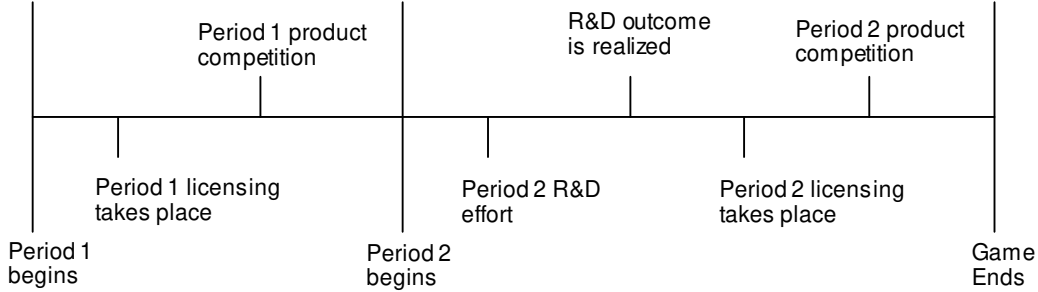 Period 1 product
competition
R&D outcome
is realized
Period 2 product
competition
Period 1 licensing
takes place
Period 2 R&D
effort
Period 2 licensing
takes place
Period 1
begins
Period 2
begins
Game
Ends